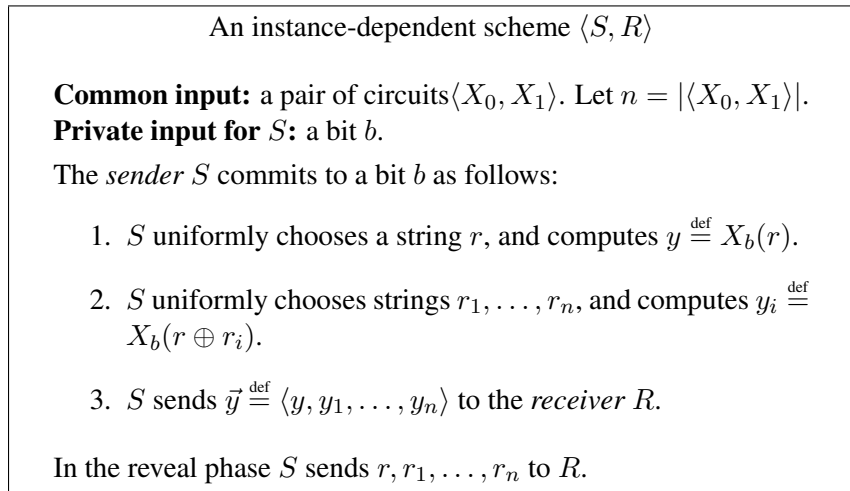 An instance-dependent scheme ⟨S, R⟩
Common input: a pair of circuits⟨X₀, X₁⟩. Let n = |⟨X₀, X₁⟩|.
Private input for S: a bit b.
The sender S commits to a bit b as follows:
1. S uniformly chooses a string r, and computes y def= X_b(r).
2. S uniformly chooses strings r₁, . . . , rₙ, and computes yᵢ def=
X_b(r ⊕ rᵢ).
3. S sends y⃗ def= ⟨y, y₁, . . . , yₙ⟩ to the receiver R.
In the reveal phase S sends r, r₁, . . . , rₙ to R.